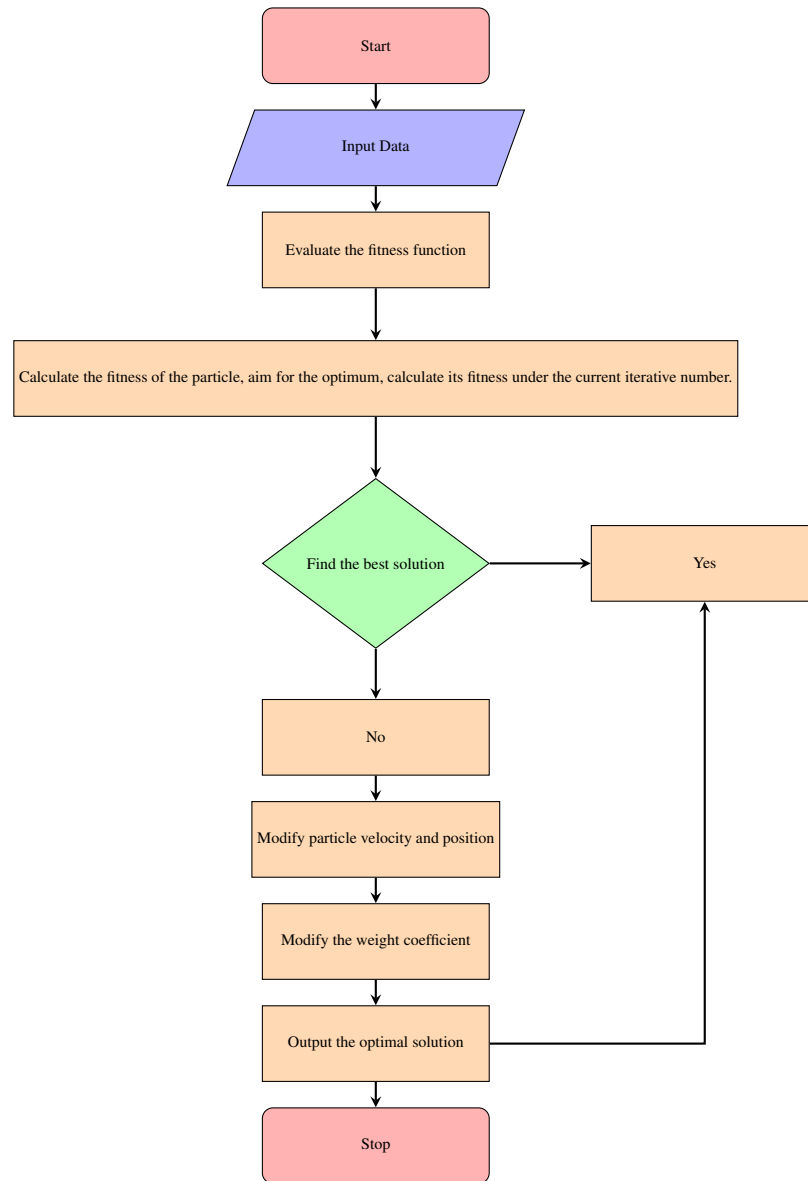 Start
Input Data
Evaluate the fitness function
Calculate the fitness of the particle, aim for the optimum, calculate its fitness under the current iterative number.
Find the best solution
Yes
No
Modify particle velocity and position
Modify the weight coefficient
Output the optimal solution
Stop